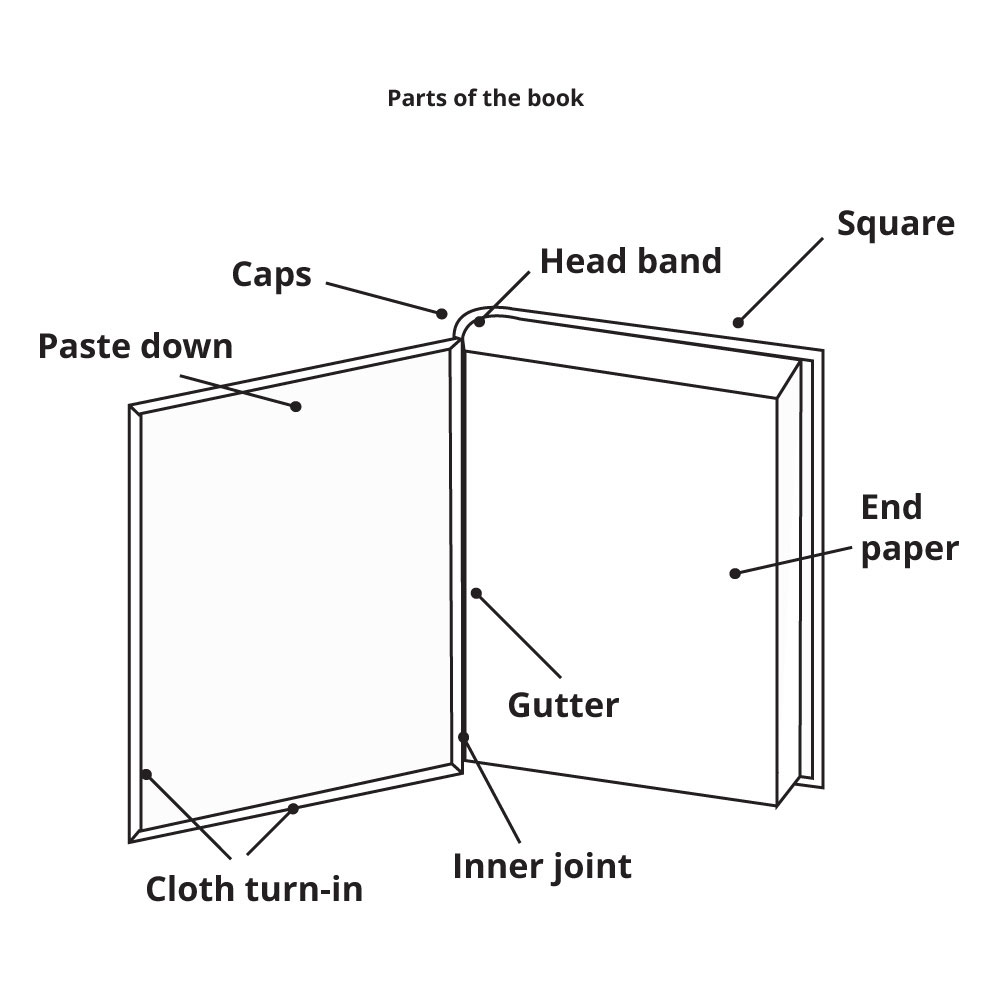 Parts of the book
Square
Head band
Caps
Paste down
End
paper
Gutter
Inner joint
Cloth turn-in